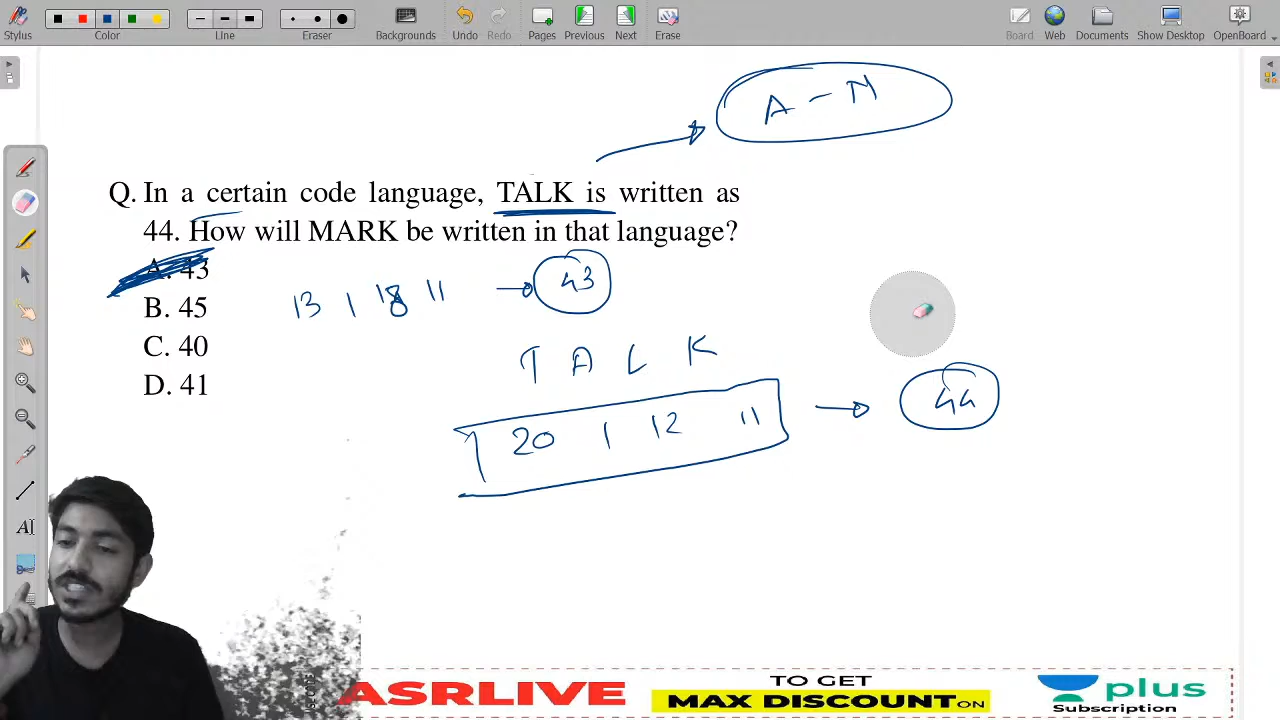 Stylus
Color
Line
Eraser
Backgrounds
Undo
Redo
Pages
Previous
Next
Erase
Board
Web
Documents
Show Desktop
OpenBoard
A – M
Q. In a certain code language, TALK is written as
44. How will MARK be written in that language?
A. 43
B. 45
C. 40
D. 41
13 1 18 11 → 43
T A L K
20 1 12 11 → 44
AI
ASRLIVE
TO GET
MAX DISCOUNT ON
plus
Subscription